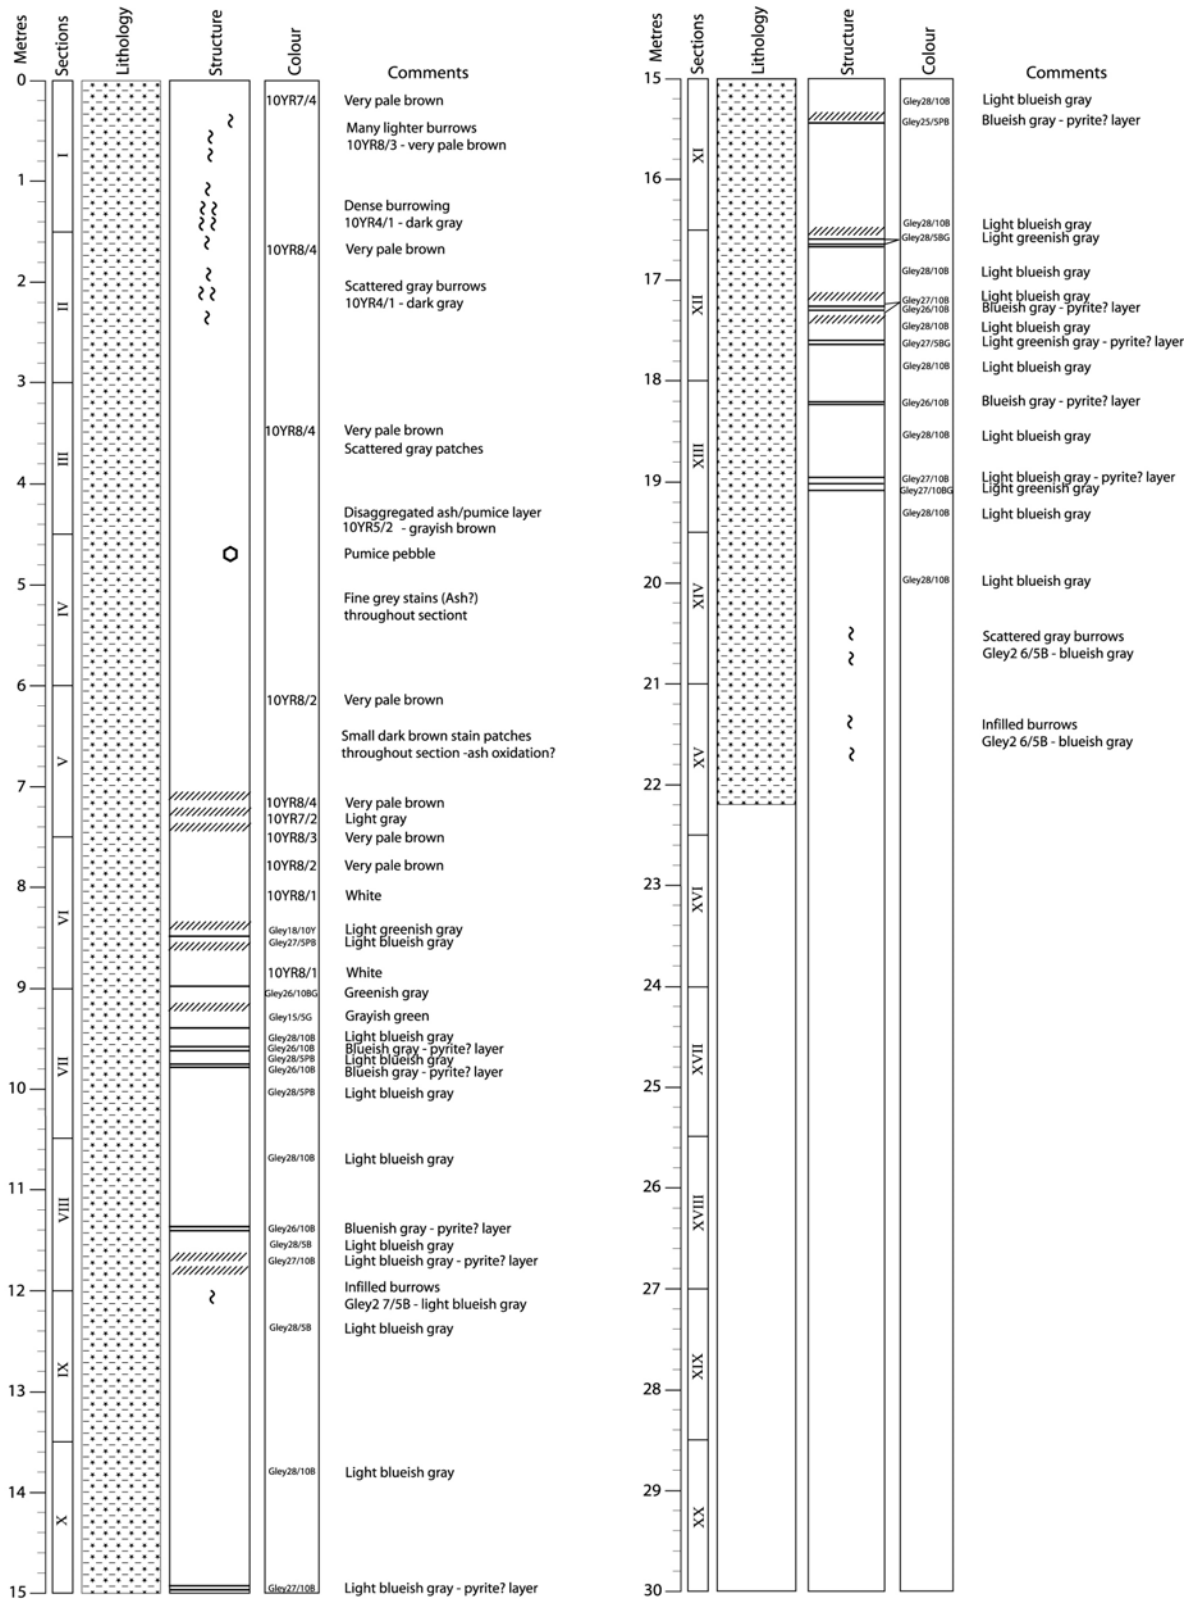 Metres
Sections
Lithology
Structure
Colour
Comments
0
10YR7/4 Very pale brown
Many lighter burrows
10YR8/3 - very pale brown
I
1
Dense burrowing
10YR4/1 - dark gray
10YR8/4 Very pale brown
2
Scattered gray burrows
10YR4/1 - dark gray
II
3
10YR8/4 Very pale brown
Scattered gray patches
III
4
Disaggregated ash/pumice layer
10YR5/2 - grayish brown
Pumice pebble
5
Fine grey stains (Ash?)
throughout sectiont
IV
6
10YR8/2 Very pale brown
Small dark brown stain patches
throughout section -ash oxidation?
V
7
10YR8/4 Very pale brown
10YR7/2 Light gray
10YR8/3 Very pale brown
10YR8/2 Very pale brown
8
10YR8/1 White
VI
Gley18/10Y Light greenish gray
Gley27/5PB Light blueish gray
10YR8/1 White
9
Gley26/10BG Greenish gray
Gley15/5G Grayish green
Gley28/10B Light blueish gray
Gley26/10B Blueish gray - pyrite? layer
Gley28/5PB Light blueish gray
Gley26/10B Blueish gray - pyrite? layer
VII
10
Gley28/5PB Light blueish gray
Gley28/10B Light blueish gray
11
VIII
Gley26/10B Bluenish gray - pyrite? layer
Gley28/5B Light blueish gray
Gley27/10B Light blueish gray - pyrite? layer
12
Infilled burrows
Gley2 7/5B - light blueish gray
Gley28/5B Light blueish gray
IX
13
Gley28/10B Light blueish gray
14
X
15
Gley27/10B Light blueish gray - pyrite? layer
Metres
Sections
Lithology
Structure
Colour
Comments
15
Gley28/10B Light blueish gray
Gley25/5PB Blueish gray - pyrite? layer
XI
16
Gley28/10B Light blueish gray
Gley28/5BG Light greenish gray
Gley28/10B Light blueish gray
17
XII
Gley27/10B Light blueish gray
Gley26/10B Blueish gray - pyrite? layer
Gley28/10B Light blueish gray
Gley27/5BG Light greenish gray - pyrite? layer
Gley28/10B Light blueish gray
18
Gley26/10B Blueish gray - pyrite? layer
Gley28/10B Light blueish gray
XIII
19
Gley27/10B Light blueish gray - pyrite? layer
Gley27/10BG Light greenish gray
Gley28/10B Light blueish gray
20
Gley28/10B Light blueish gray
XIV
Scattered gray burrows
Gley2 6/5B - blueish gray
21
Infilled burrows
Gley2 6/5B - blueish gray
XV
22
23
XVI
24
XVII
25
26
XVIII
27
XIX
28
29
XX
30